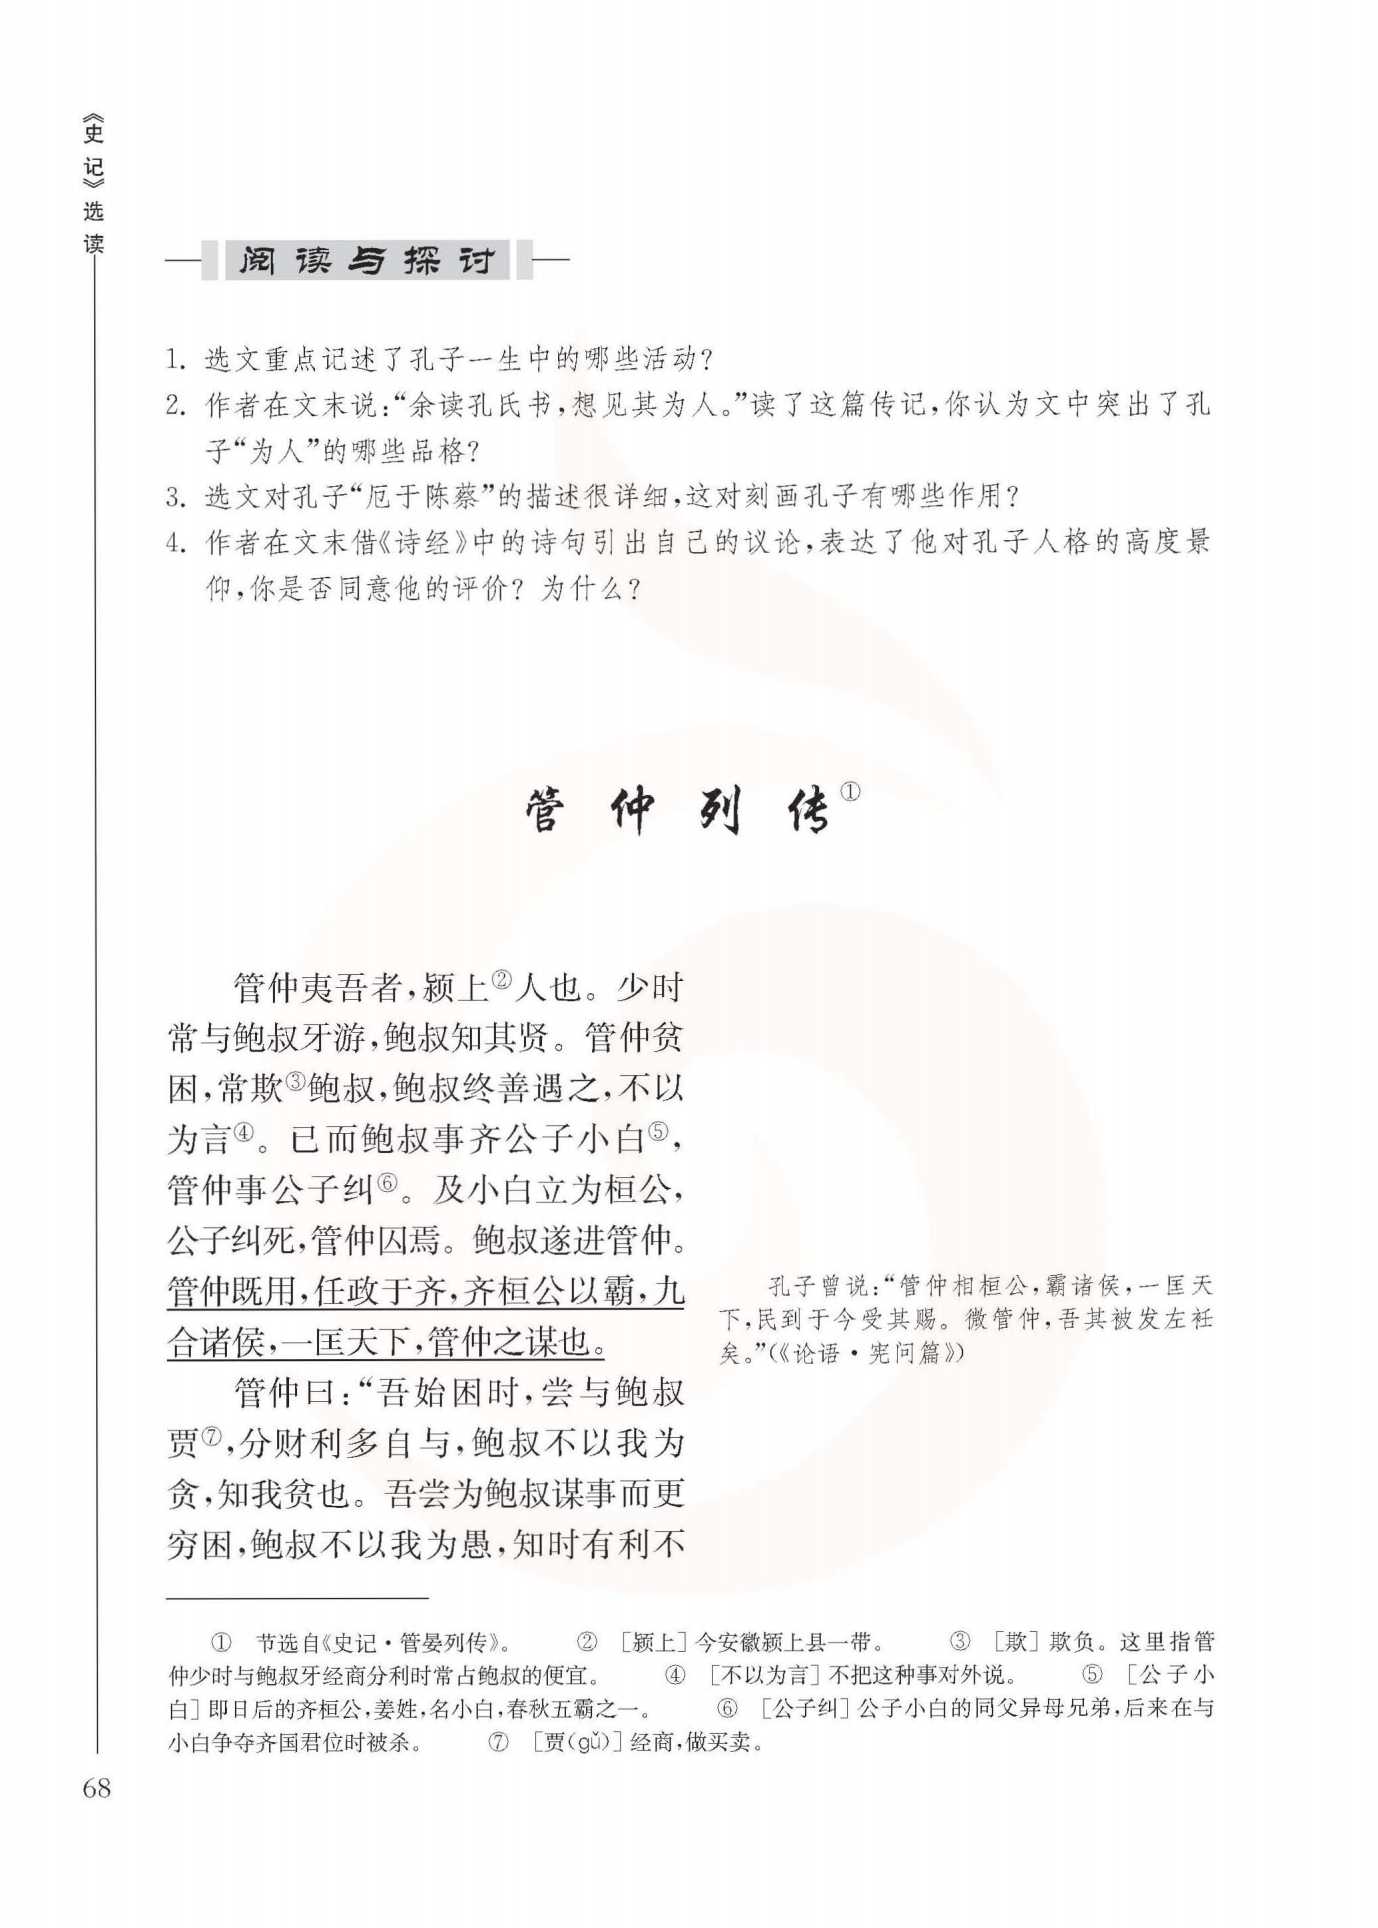 《史记》选读
阅读与探讨
1. 选文重点记述了孔子一生中的哪些活动?
2. 作者在文末说:“余读孔氏书,想见其为人。”读了这篇传记,你认为文中突出了孔
子“为人”的哪些品格?
3. 选文对孔子“厄于陈蔡”的描述很详细,这对刻画孔子有哪些作用?
4. 作者在文末借《诗经》中的诗句引出自己的议论,表达了他对孔子人格的高度景
仰,你是否同意他的评价? 为什么?
管仲列传①
管仲夷吾者,颍上②人也。少时
常与鲍叔牙游,鲍叔知其贤。管仲贫
困,常欺③鲍叔,鲍叔终善遇之,不以
为言④。已而鲍叔事齐公子小白⑤,
管仲事公子纠⑥。及小白立为桓公,
公子纠死,管仲囚焉。鲍叔遂进管仲。
管仲既用,任政于齐,齐桓公以霸,九
合诸侯,一匡天下,管仲之谋也。
管仲曰:“吾始困时,尝与鲍叔
贾⑦,分财利多自与,鲍叔不以我为
贪,知我贫也。吾尝为鲍叔谋事而更
穷困,鲍叔不以我为愚,知时有利不
孔子曾说:“管仲相桓公,霸诸侯,一匡天
下,民到于今受其赐。微管仲,吾其被发左衽
矣。”(《论语·宪问篇》)
① 节选自《史记·管晏列传》。 ② [颍上]今安徽颍上县一带。 ③ [欺]欺负。这里指管
仲少时与鲍叔牙经商分利时常占鲍叔的便宜。 ④ [不以为言]不把这种事对外说。 ⑤ [公子小
白]即日后的齐桓公,姜姓,名小白,春秋五霸之一。 ⑥ [公子纠]公子小白的同父异母兄弟,后来在与
小白争夺齐国君位时被杀。 ⑦ [贾(gǔ)]经商,做买卖。
68